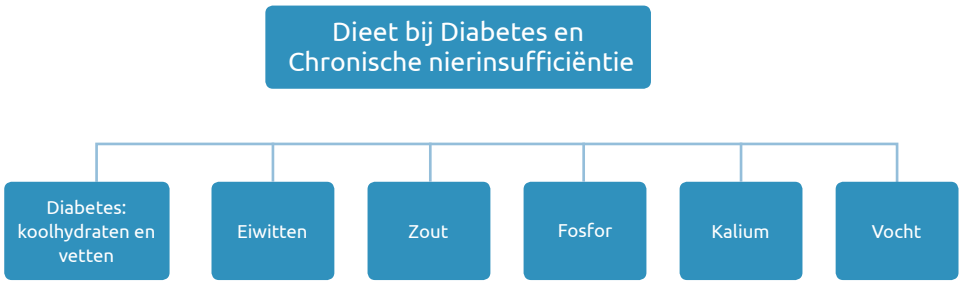 Dieet bij Diabetes en
Chronische nierinsufficiëntie
Diabetes:
koolhydraten en
vetten
Eiwitten
Zout
Fosfor
Kalium
Vocht